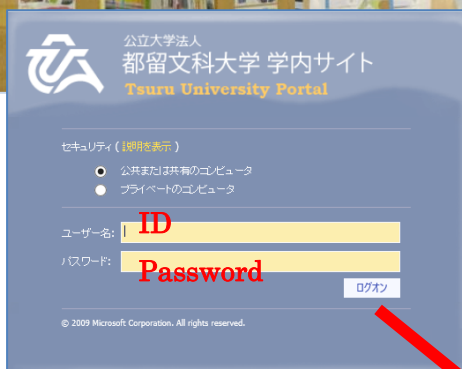 公立大学法人
都留文科大学 学内サイト
Tsuru University Portal
セキュリティ ( 説明を表示 )
公共または共有のコンピュータ
プライベートのコンピュータ
ユーザー名: ID
パスワード: Password
ログオン
© 2009 Microsoft Corporation. All rights reserved.